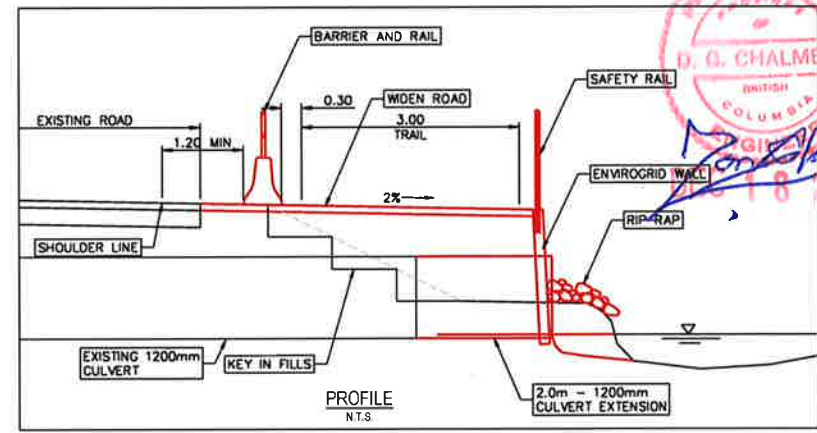 BARRIER AND RAIL
D. G. CHALME
OF
BRITISH
COLUMBIA
SAFETY RAIL
0.30
WIDEN ROAD
EXISTING ROAD
3.00
TRAIL
1.20 MIN
ENVIROGRID WALL
2%
18
RIP RAP
SHOULDER LINE
EXISTING 1200mm
CULVERT
KEY IN FILLS
PROFILE
N.T.S.
2.0m - 1200mm
CULVERT EXTENSION